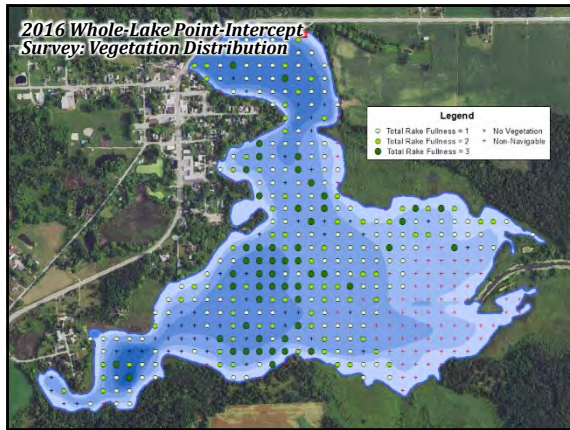 2016 Whole-Lake Point-Intercept
Survey: Vegetation Distribution
Legend
Total Rake Fullness = 1
Total Rake Fullness = 2
Total Rake Fullness = 3
No Vegetation
Non-Navigable